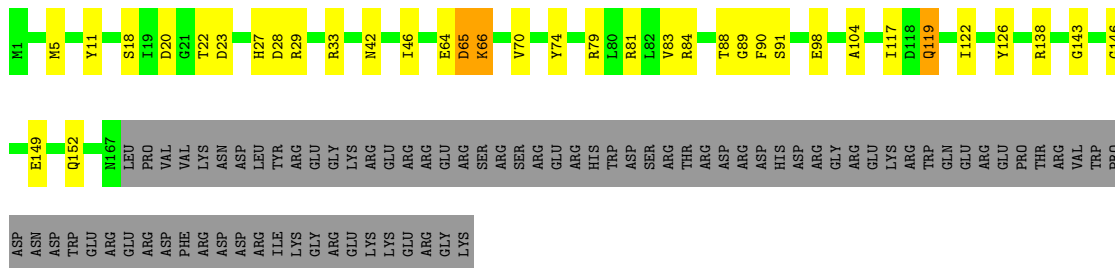 M1 M5 Y11 S18 I19 D20 G21 T22 D23 H27 D28 R29 R33 N42 I46 E64 D65 K66 V70 Y74 R79 L80 R81 L82 V83 R84 T88 G89 F90 S91 E98 A104 I117 D118 Q119 I122 Y126 R138 G143 G146
E149 Q152 N167 LEU PRO VAL VAL LYS ASN ASP LEU TYR ARG GLU GLY LYS ARG GLU ARG ARG GLU ARG SER ARG SER ARG GLU ARG HIS TRP ASP SER ARG THR ARG ASP ARG ASP HIS ASP ARG GLY ARG GLU LYS ARG TRP GLN GLU ARG GLU PRO THR ARG VAL TRP PRO
ASP ASN ASP TRP GLU ARG GLU ARG ASP PHE ARG ASP ASP ARG ILE LYS GLY ARG GLU LYS LYS GLU ARG GLY LYS